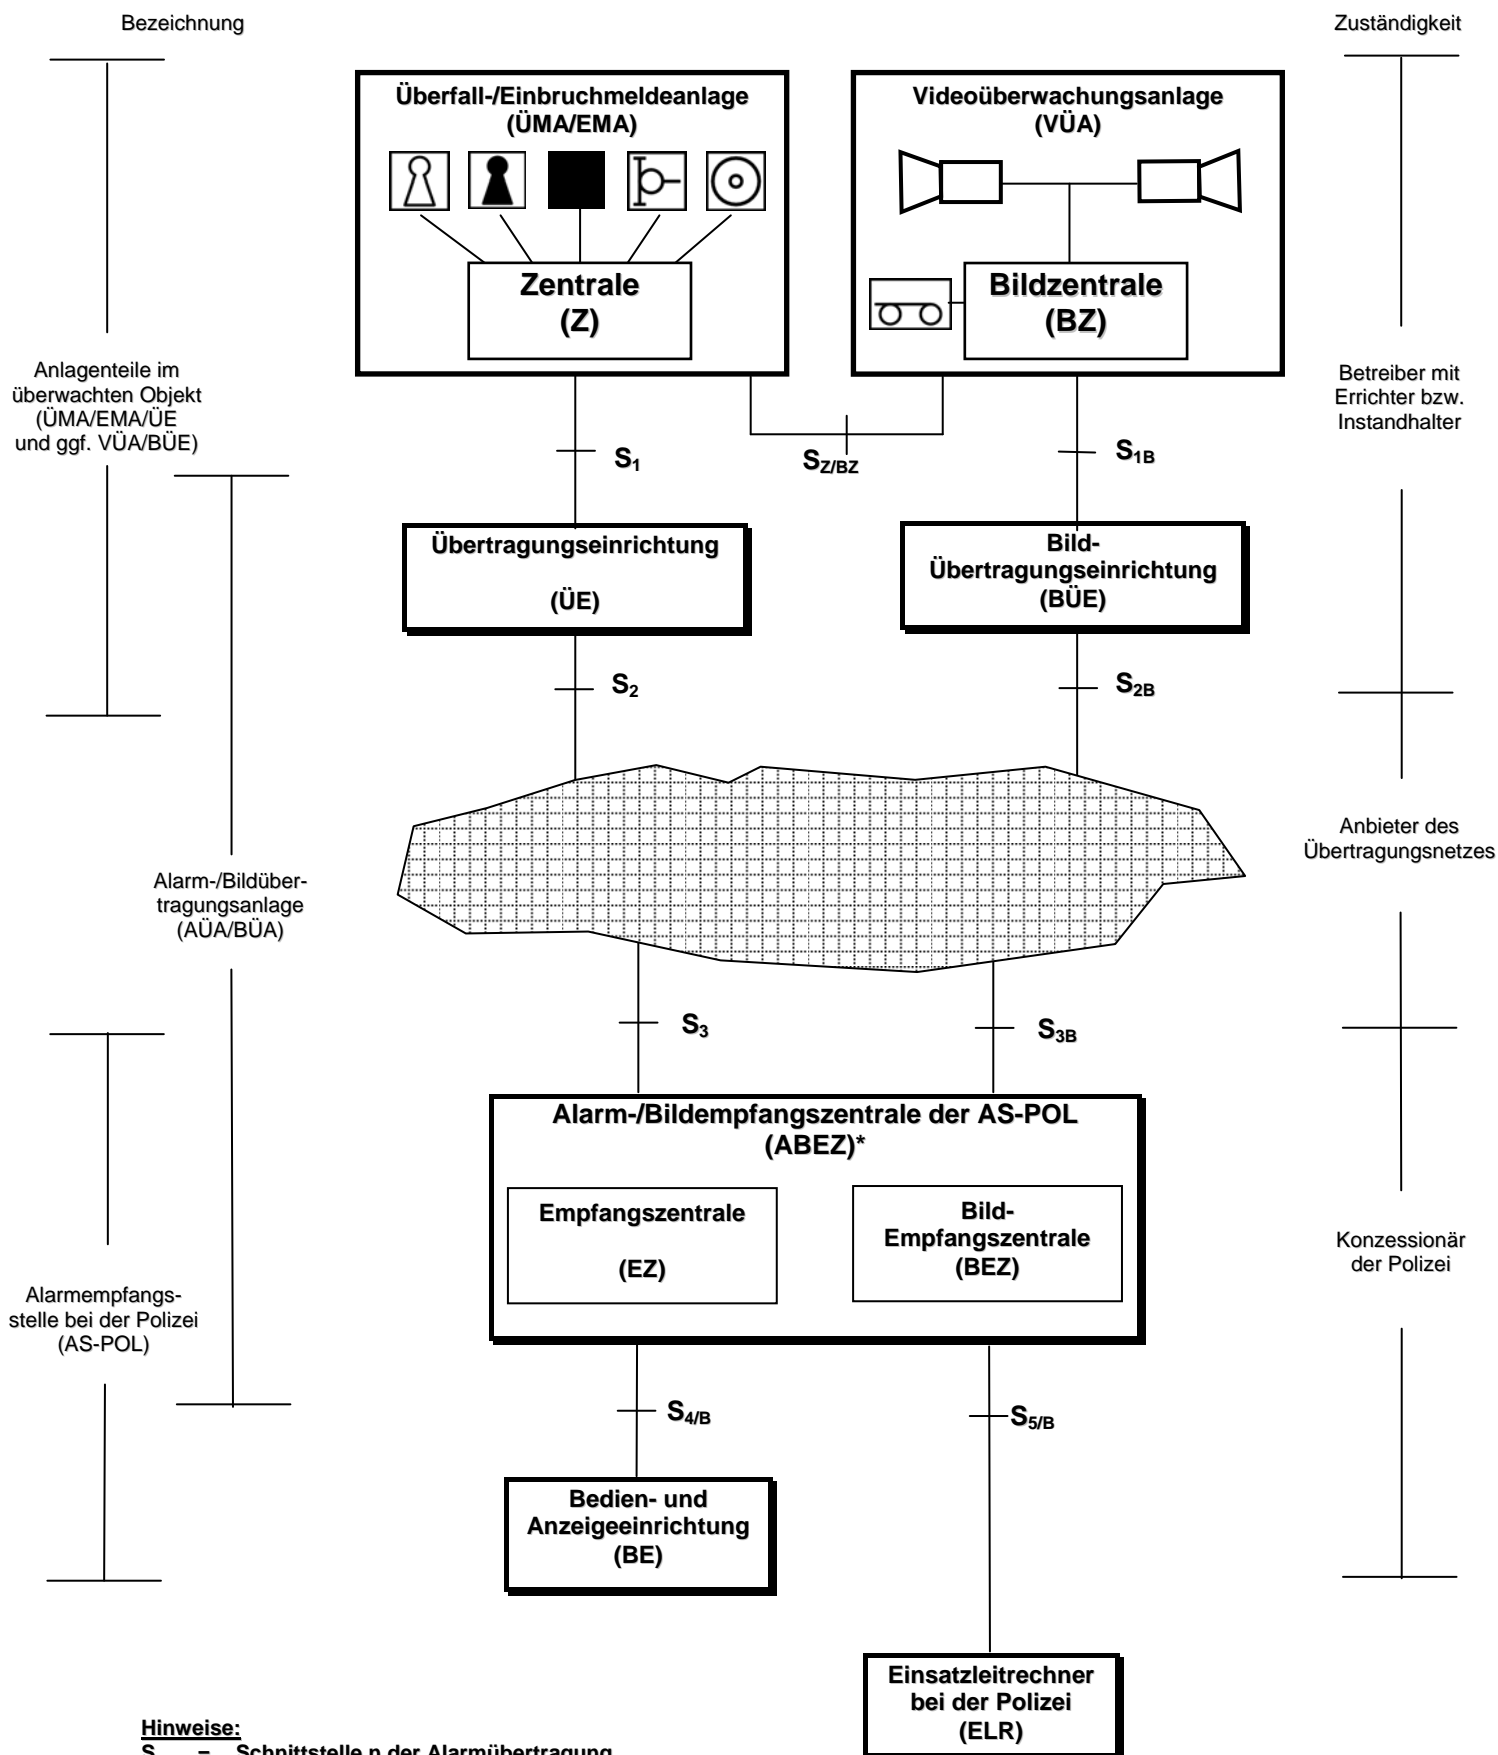 Bezeichnung
Zuständigkeit
Überfall-/Einbruchmeldeanlage
(ÜMA/EMA)
Videoüberwachungsanlage
(VÜA)
Zentrale
(Z)
Bildzentrale
(BZ)
Anlagenteile im
überwachten Objekt
(ÜMA/EMA/ÜE
und ggf. VÜA/BÜE)
Betreiber mit
Errichter bzw.
Instandhalter
S1
SZ/BZ
S1B
Übertragungseinrichtung
(ÜE)
Bild-
Übertragungseinrichtung
(BÜE)
S2
S2B
Anbieter des
Übertragungsnetzes
Alarm-/Bildüber-
tragungsanlage
(AÜA/BÜA)
S3
S3B
Alarm-/Bildempfangszentrale der AS-POL
(ABEZ)*
Empfangszentrale
(EZ)
Bild-
Empfangszentrale
(BEZ)
Konzessionär
der Polizei
Alarmempfangs-
stelle bei der Polizei
(AS-POL)
S4/B
S5/B
Bedien- und
Anzeigeeinrichtung
(BE)
Einsatzleitrechner
bei der Polizei
(ELR)
Hinweise:
S = Schnittstelle n der Alarmübertragung